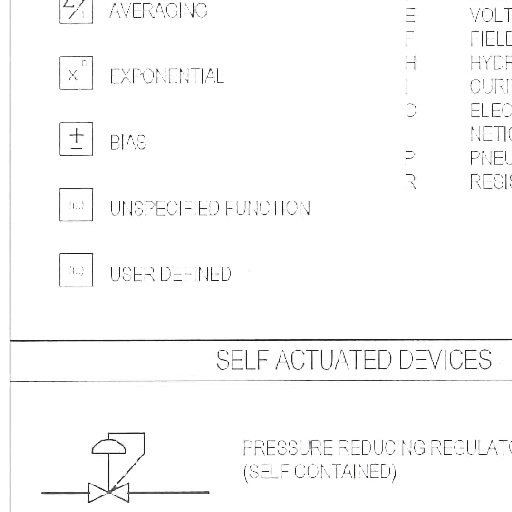 AVERAGING
x^n EXPONENTIAL
± BIAS
UNSPECIFIED FUNCTION
USER DEFINED
E VOLT
F FIELD
H HYDR
I CURR
O ELEC
NETIC
P PNEU
R RESIS
SELF ACTUATED DEVICES
PRESSURE REDUCING REGULATO
(SELF CONTAINED)